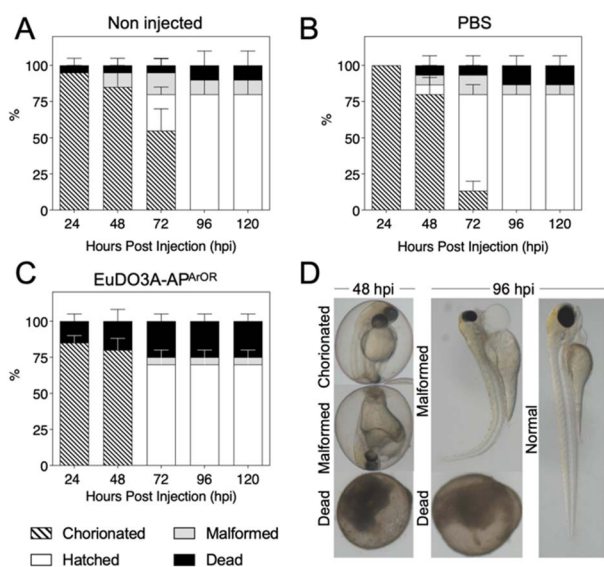 A
Non injected
100
75
50
25
0
%
24 48 72 96 120
Hours Post Injection (hpi)
B
PBS
100
75
50
25
0
%
24 48 72 96 120
Hours Post Injection (hpi)
C
EuDO3A-APArOR
100
75
50
25
0
%
24 48 72 96 120
Hours Post Injection (hpi)
Chorionated
Malformed
Hatched
Dead
D
48 hpi
96 hpi
Chorionated
Malformed
Dead
Malformed
Dead
Normal